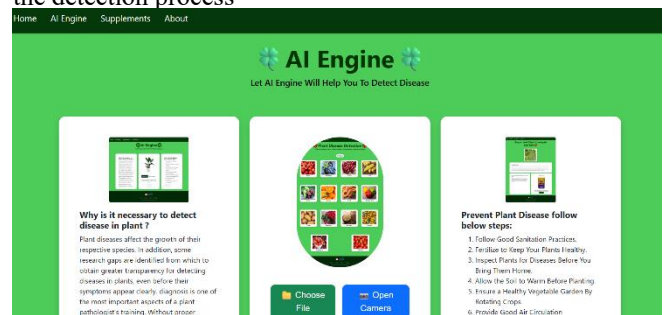 the detection process
Home AI Engine Supplements About
AI Engine
Let AI Engine Will Help You To Detect Disease
Why is it necessary to detect
disease in plant ?
Plant diseases affect the growth of their
respective species. In addition, some
research gaps are identified from which to
obtain greater transparency for detecting
diseases in plants, even before their
symptoms appear clearly, diagnosis is one of
the most important aspects of a plant
pathologist's training. Without proper
Choose
File
Open
Camera
Prevent Plant Disease follow
below steps:
1. Follow Good Sanitation Practices.
2. Fertilize to Keep Your Plants Healthy.
3. Inspect Plants for Diseases Before You
Bring Them Home.
4. Allow the Soil to Warm Before Planting.
5. Ensure a Healthy Vegetable Garden By
Rotating Crops.
6. Provide Good Air Circulation